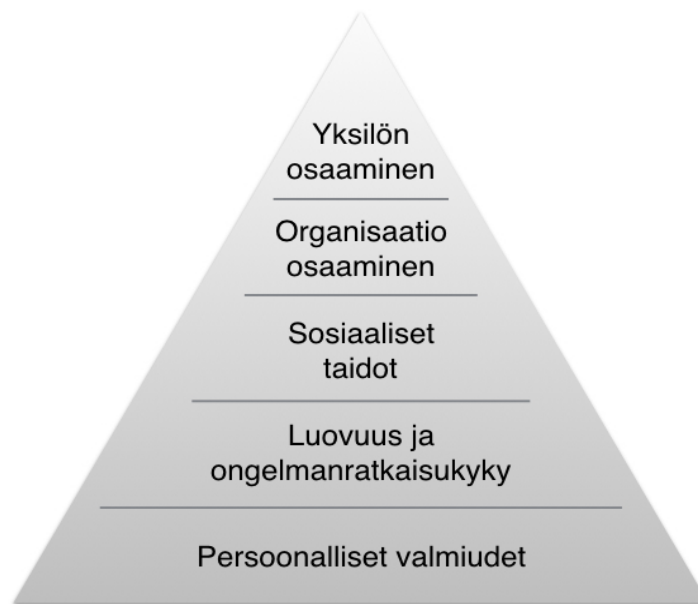 Yksilön
osaaminen
Organisaatio
osaaminen
Sosiaaliset
taidot
Luovuus ja
ongelmanratkaisukyky
Persoonalliset valmiudet